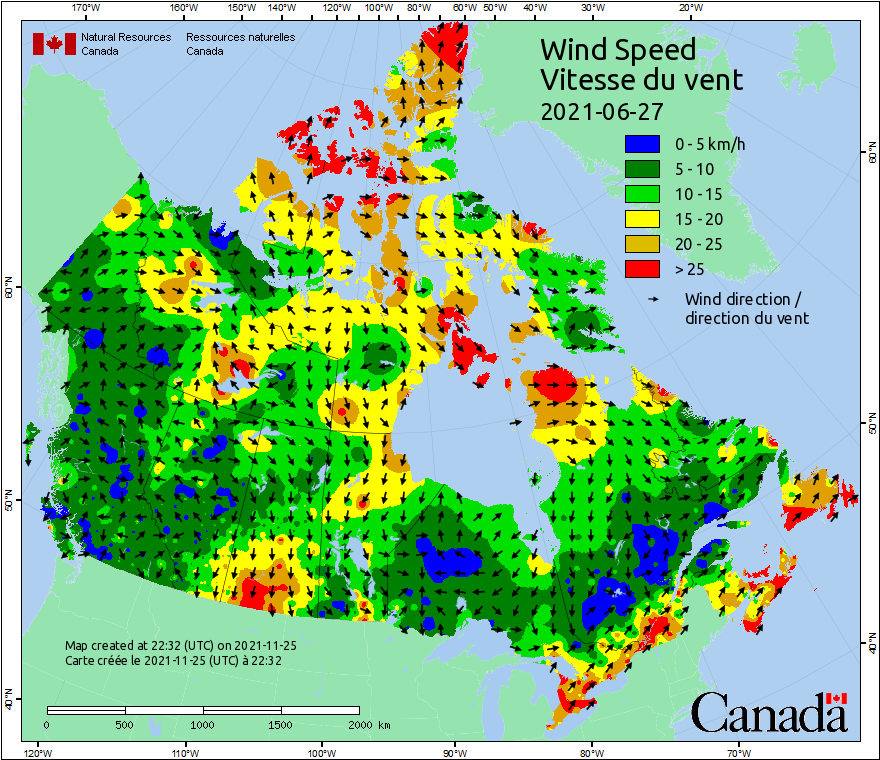 170°W 160°W 150°W 140°W 120°W 100°W 80°W 60°W 50°W 40°W 30°W 20°W
Natural Resources Ressources naturelles
Canada Canada
Wind Speed
Vitesse du vent
2021-06-27
0 - 5 km/h
5 - 10
10 - 15
15 - 20
20 - 25
> 25
Wind direction /
direction du vent
60°N
60°N
50°N
50°N
40°N
40°N
Map created at 22:32 (UTC) on 2021-11-25
Carte créée le 2021-11-25 (UTC) à 22:32
0 500 1000 1500 2000 km
Canada
120°W 110°W 100°W 90°W 80°W 70°W